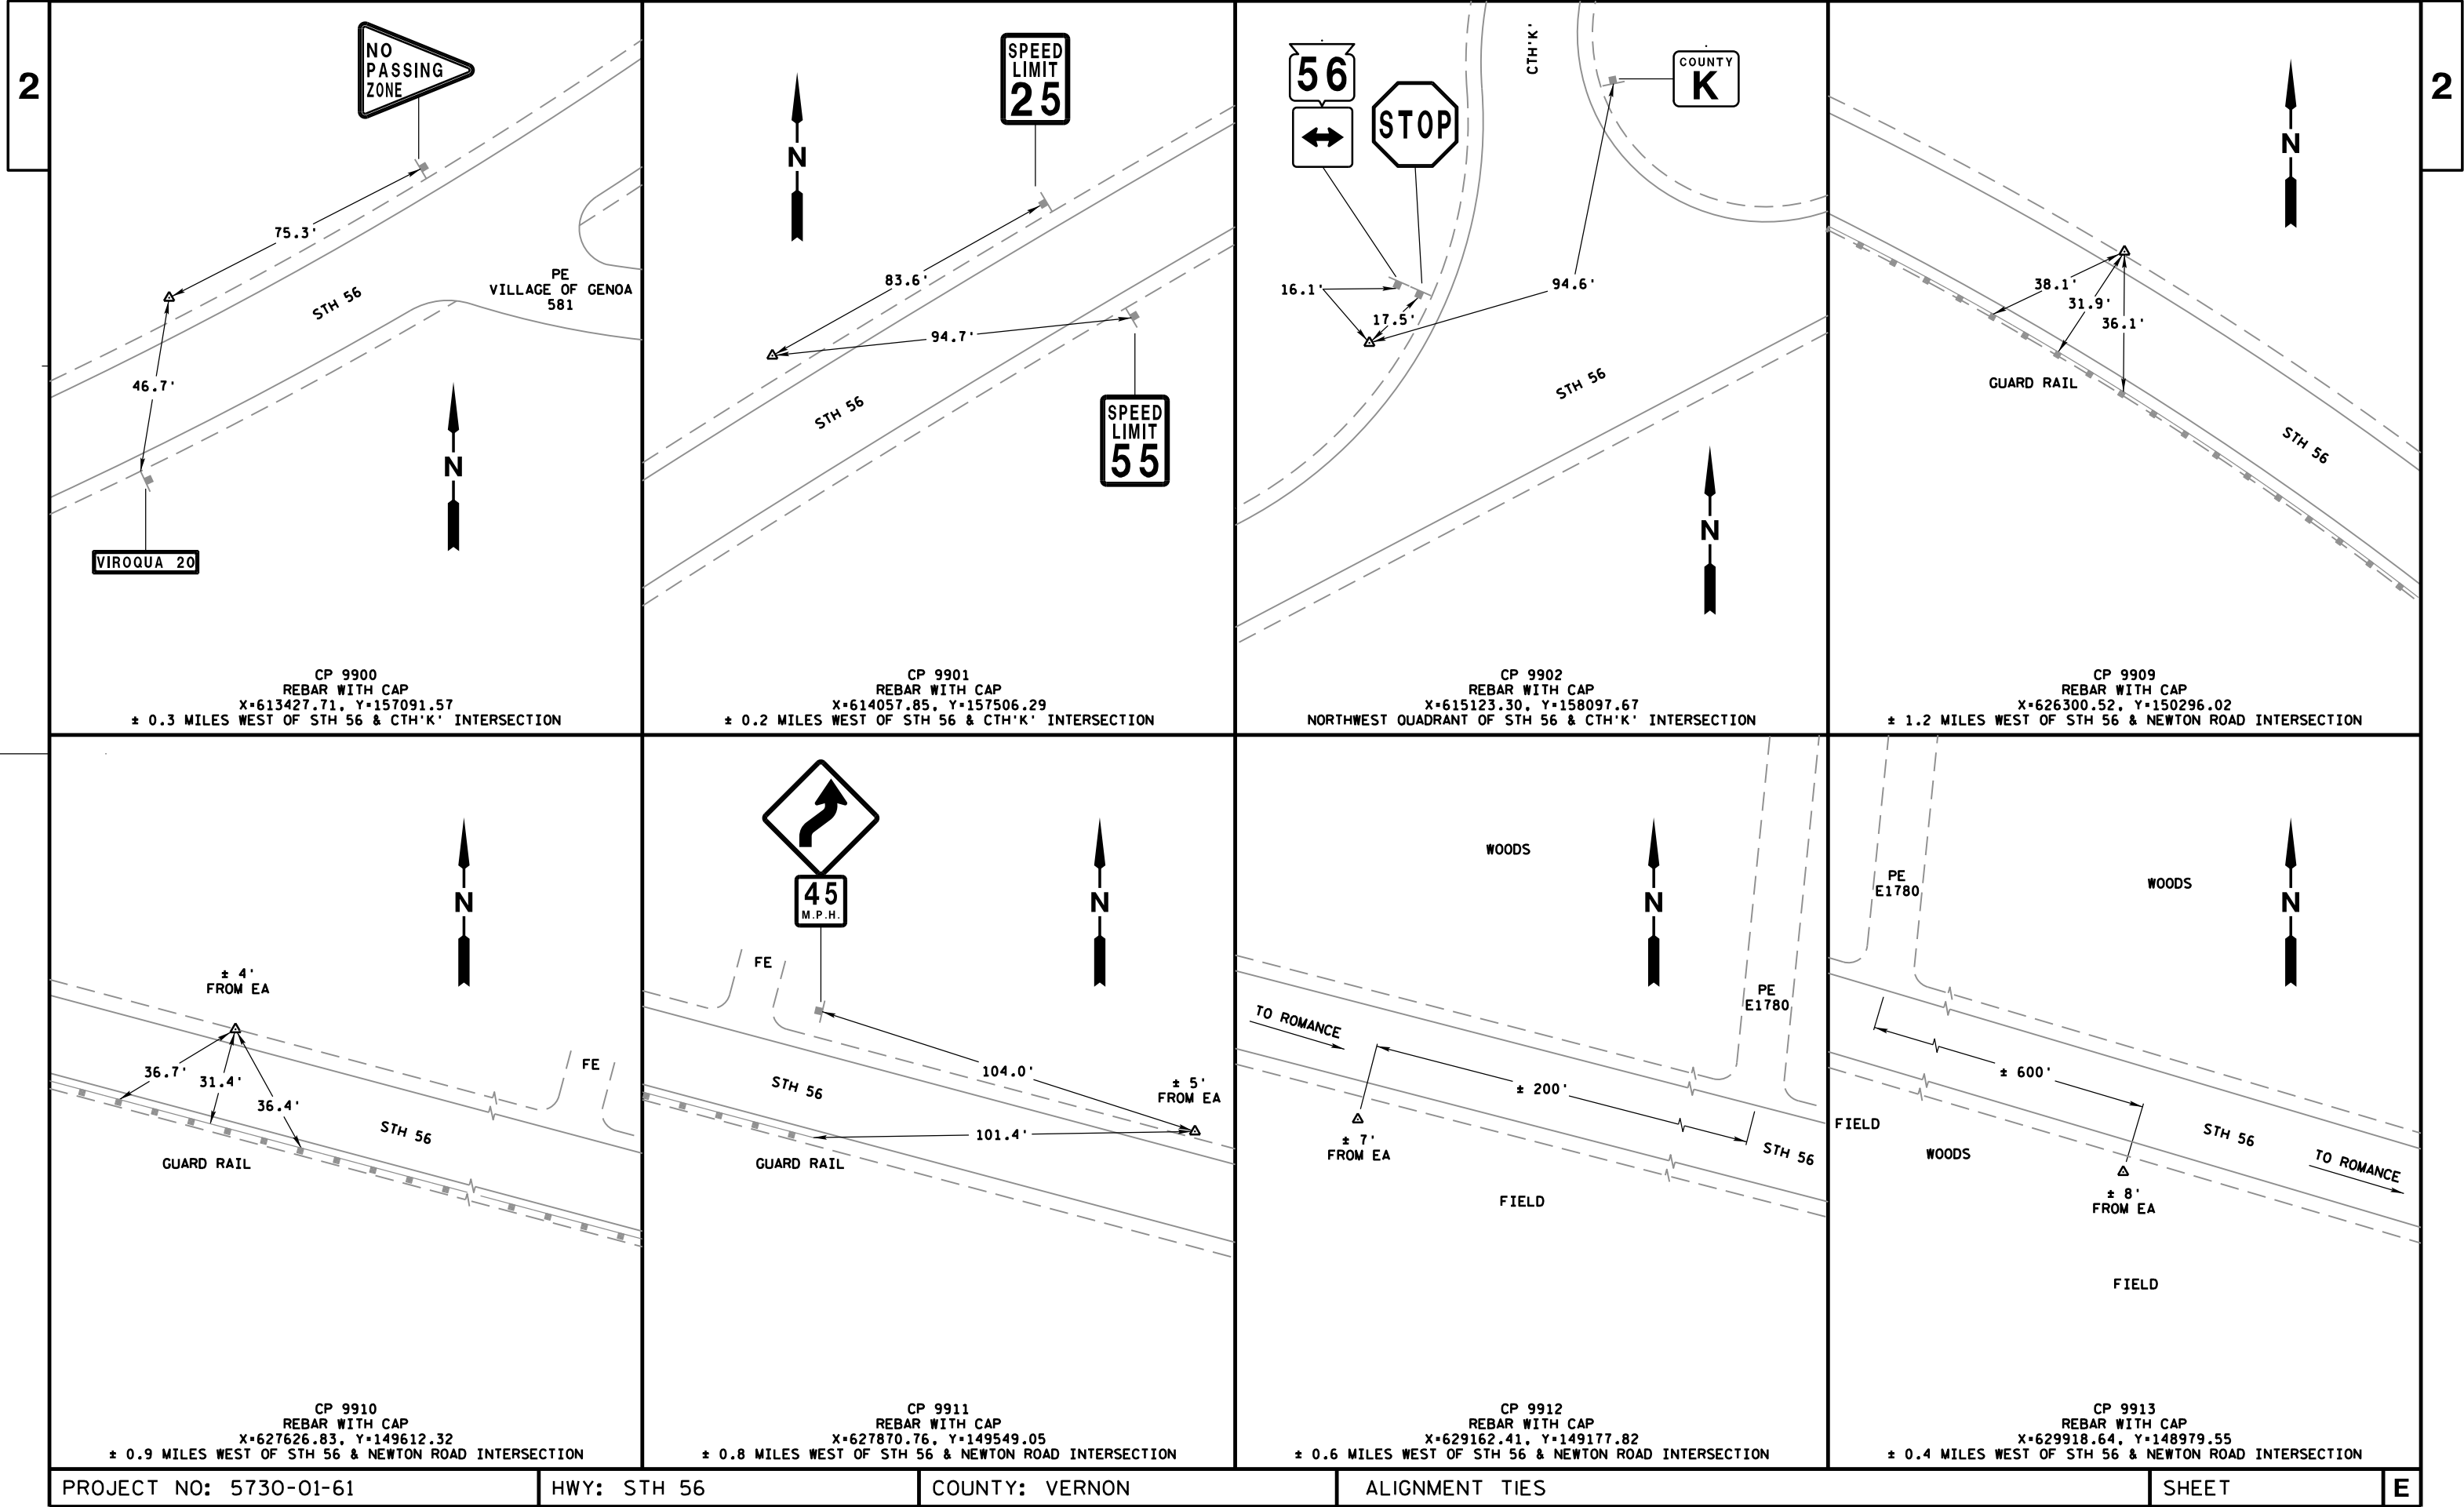 2
2
NO
PASSING
ZONE
75.3'
STH 56
PE
VILLAGE OF GENOA
581
46.7'
N
VIROQUA 20
CP 9900
REBAR WITH CAP
X=613427.71, Y=157091.57
± 0.3 MILES WEST OF STH 56 & CTH'K' INTERSECTION
SPEED
LIMIT
25
N
83.6'
94.7'
STH 56
SPEED
LIMIT
55
CP 9901
REBAR WITH CAP
X=614057.85, Y=157506.29
± 0.2 MILES WEST OF STH 56 & CTH'K' INTERSECTION
CTH'K'
56
STOP
COUNTY
K
16.1'
17.5'
94.6'
STH 56
N
CP 9902
REBAR WITH CAP
X=615123.30, Y=158097.67
NORTHWEST QUADRANT OF STH 56 & CTH'K' INTERSECTION
N
38.1'
31.9'
36.1'
GUARD RAIL
STH 56
CP 9909
REBAR WITH CAP
X=626300.52, Y=150296.02
± 1.2 MILES WEST OF STH 56 & NEWTON ROAD INTERSECTION
N
± 4'
FROM EA
36.7'
31.4'
36.4'
FE
STH 56
GUARD RAIL
CP 9910
REBAR WITH CAP
X=627626.83, Y=149612.32
± 0.9 MILES WEST OF STH 56 & NEWTON ROAD INTERSECTION
45
M.P.H.
N
FE
104.0'
STH 56
± 5'
FROM EA
101.4'
GUARD RAIL
CP 9911
REBAR WITH CAP
X=627870.76, Y=149549.05
± 0.8 MILES WEST OF STH 56 & NEWTON ROAD INTERSECTION
WOODS
N
PE
E1780
TO ROMANCE
± 200'
± 7'
FROM EA
STH 56
FIELD
CP 9912
REBAR WITH CAP
X=629162.41, Y=149177.82
± 0.6 MILES WEST OF STH 56 & NEWTON ROAD INTERSECTION
PE
E1780
WOODS
N
± 600'
FIELD
WOODS
STH 56
TO ROMANCE
± 8'
FROM EA
FIELD
CP 9913
REBAR WITH CAP
X=629918.64, Y=148979.55
± 0.4 MILES WEST OF STH 56 & NEWTON ROAD INTERSECTION
PROJECT NO: 5730-01-61
HWY: STH 56
COUNTY: VERNON
ALIGNMENT TIES
SHEET
E